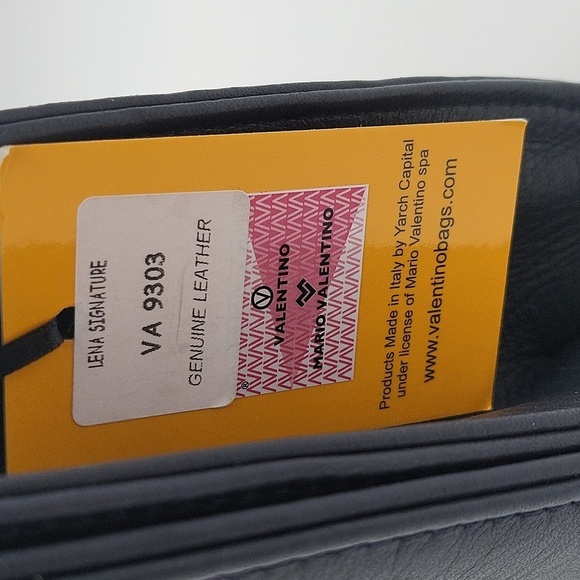 LENA SIGNATURE
VA 9303
GENUINE LEATHER
V
VALENTINO
MARIO VALENTINO
®
Products Made in Italy by Yarch Capital
under license of Mario Valentino spa
www.valentinobags.com